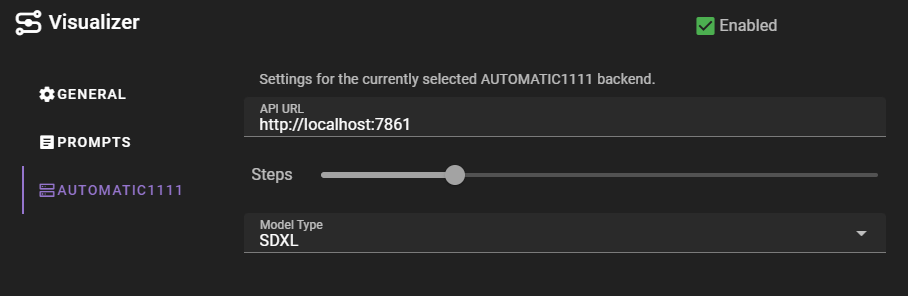 Visualizer
Enabled
GENERAL
PROMPTS
AUTOMATIC1111
Settings for the currently selected AUTOMATIC1111 backend.
API URL
http://localhost:7861
Steps
Model Type
SDXL